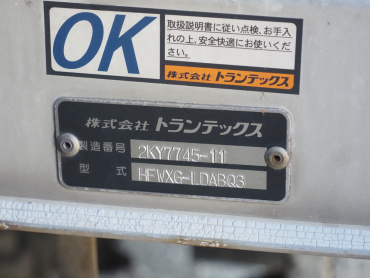 OK
取扱説明書に従い点検、お手入
れの上、安全快適にお使いくだ
さい。
株式会社 トランテックス
株式会社 トランテックス
製造番号 2KY7745-11
型式 HFWXG-LDABQ3